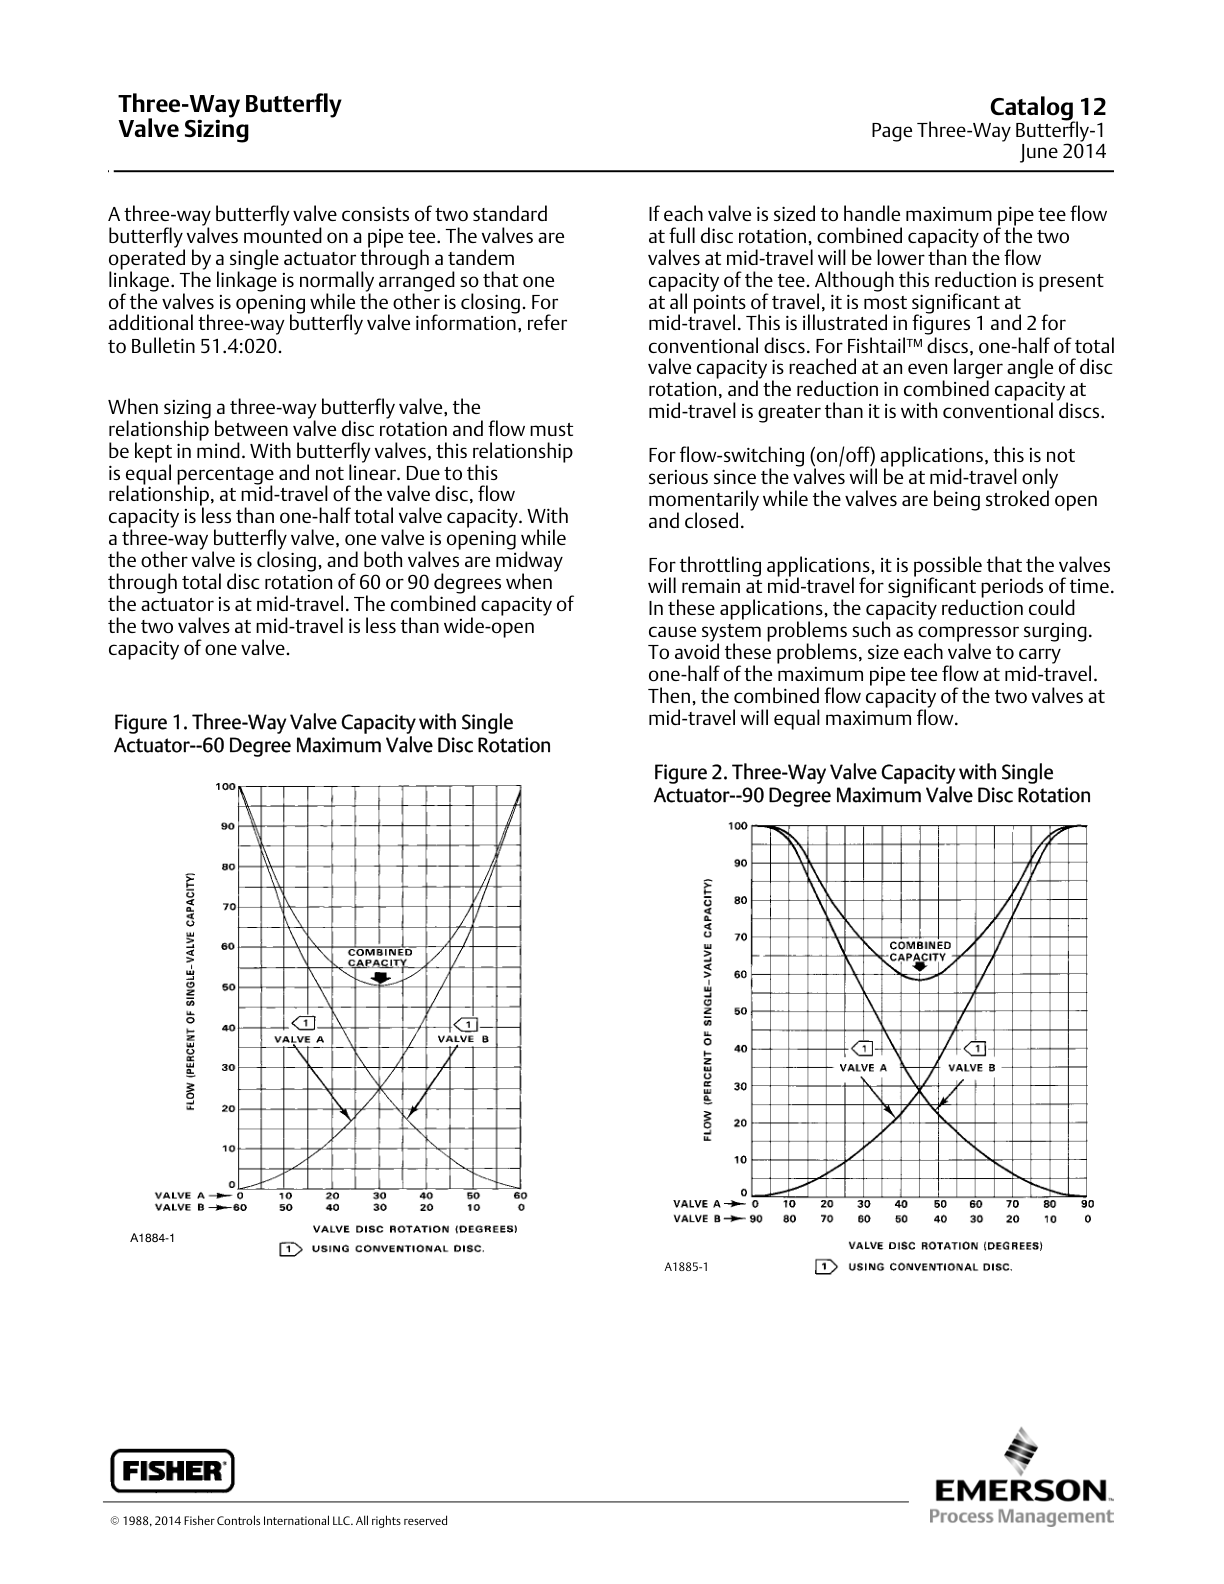 Three-Way Butterfly
Valve Sizing
Catalog 12
Page Three-Way Butterfly-1
June 2014
A three-way butterfly valve consists of two standard
butterfly valves mounted on a pipe tee. The valves are
operated by a single actuator through a tandem
linkage. The linkage is normally arranged so that one
of the valves is opening while the other is closing. For
additional three-way butterfly valve information, refer
to Bulletin 51.4:020.
When sizing a three-way butterfly valve, the
relationship between valve disc rotation and flow must
be kept in mind. With butterfly valves, this relationship
is equal percentage and not linear. Due to this
relationship, at mid-travel of the valve disc, flow
capacity is less than one-half total valve capacity. With
a three-way butterfly valve, one valve is opening while
the other valve is closing, and both valves are midway
through total disc rotation of 60 or 90 degrees when
the actuator is at mid-travel. The combined capacity of
the two valves at mid-travel is less than wide-open
capacity of one valve.
Figure 1. Three-Way Valve Capacity with Single
Actuator--60 Degree Maximum Valve Disc Rotation
100
90
80
70
60
50
40
30
20
10
0
FLOW (PERCENT OF SINGLE-VALVE CAPACITY)
COMBINED
CAPACITY
1
VALVE A
1
VALVE B
VALVE A 0 10 20 30 40 50 60
VALVE B 60 50 40 30 20 10 0
VALVE DISC ROTATION (DEGREES)
A1884-1
1 USING CONVENTIONAL DISC.
If each valve is sized to handle maximum pipe tee flow
at full disc rotation, combined capacity of the two
valves at mid-travel will be lower than the flow
capacity of the tee. Although this reduction is present
at all points of travel, it is most significant at
mid-travel. This is illustrated in figures 1 and 2 for
conventional discs. For Fishtail™ discs, one-half of total
valve capacity is reached at an even larger angle of disc
rotation, and the reduction in combined capacity at
mid-travel is greater than it is with conventional discs.
For flow-switching (on/off) applications, this is not
serious since the valves will be at mid-travel only
momentarily while the valves are being stroked open
and closed.
For throttling applications, it is possible that the valves
will remain at mid-travel for significant periods of time.
In these applications, the capacity reduction could
cause system problems such as compressor surging.
To avoid these problems, size each valve to carry
one-half of the maximum pipe tee flow at mid-travel.
Then, the combined flow capacity of the two valves at
mid-travel will equal maximum flow.
Figure 2. Three-Way Valve Capacity with Single
Actuator--90 Degree Maximum Valve Disc Rotation
100
90
80
70
60
50
40
30
20
10
0
FLOW (PERCENT OF SINGLE-VALVE CAPACITY)
COMBINED
CAPACITY
1
VALVE A
1
VALVE B
VALVE A 0 10 20 30 40 50 60 70 80 90
VALVE B 90 80 70 60 50 40 30 20 10 0
VALVE DISC ROTATION (DEGREES)
A1885-1
1 USING CONVENTIONAL DISC.
FISHER®
EMERSON™
Process Management
© 1988, 2014 Fisher Controls International LLC. All rights reserved